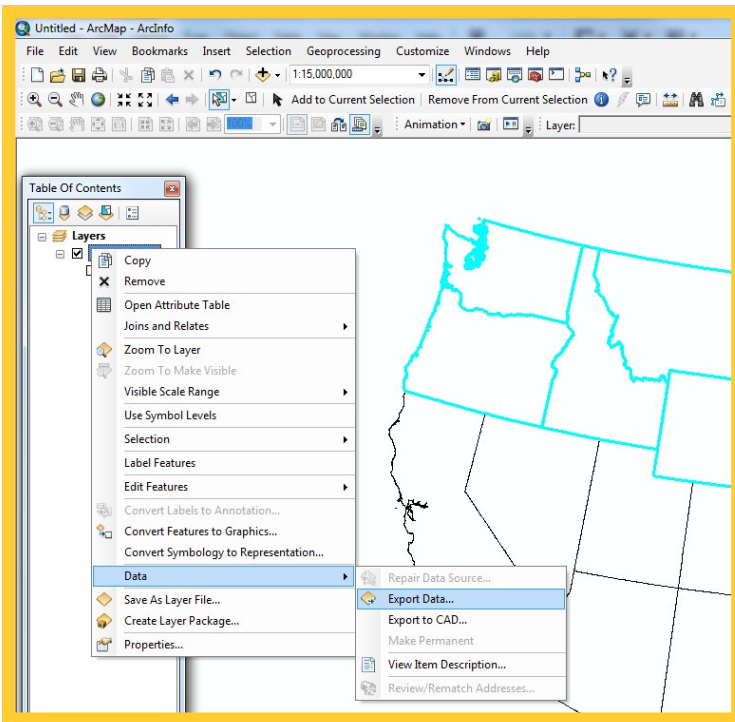 Untitled - ArcMap - ArcInfo
File Edit View Bookmarks Insert Selection Geoprocessing Customize Windows Help
1:15,000,000
Add to Current Selection Remove From Current Selection
100% Animation Layer:
Table Of Contents
Layers
Copy
Remove
Open Attribute Table
Joins and Relates
Zoom To Layer
Zoom To Make Visible
Visible Scale Range
Use Symbol Levels
Selection
Label Features
Edit Features
Convert Labels to Annotation...
Convert Features to Graphics...
Convert Symbology to Representation...
Data
Repair Data Source...
Save As Layer File...
Export Data...
Create Layer Package...
Export to CAD...
Properties...
Make Permanent
View Item Description...
Review/Rematch Addresses...